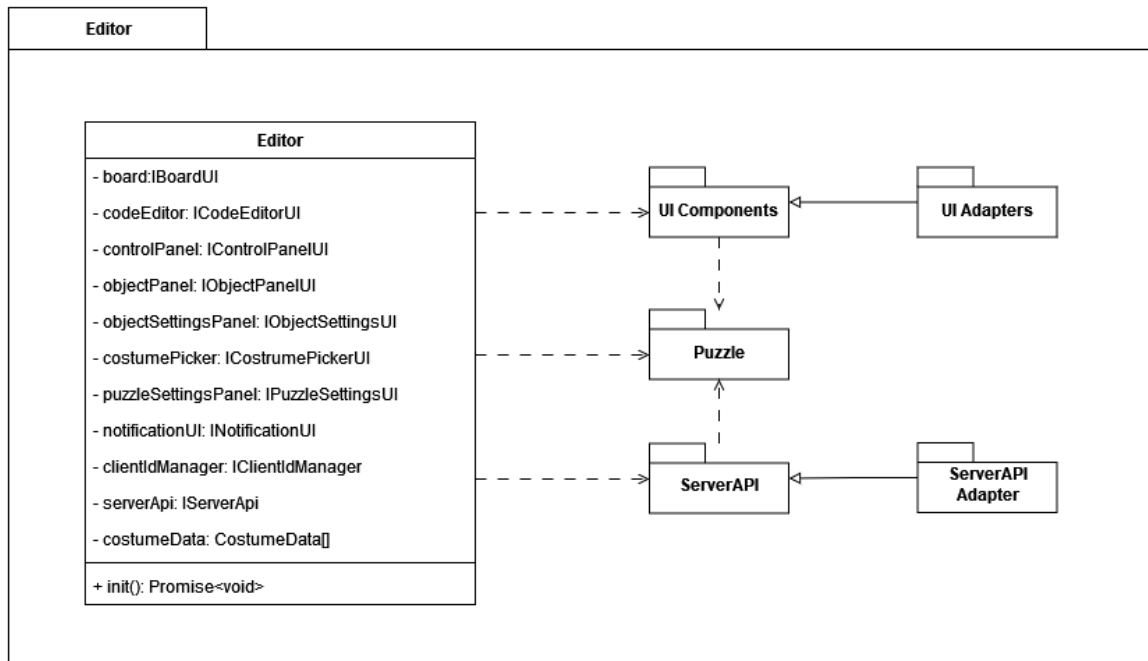 Editor
Editor
- board:IBoardUI
- codeEditor: ICodeEditorUI
- controlPanel: IControlPanelUI
- objectPanel: IObjectPanelUI
- objectSettingsPanel: IObjectSettingsUI
- costumePicker: ICostrumePickerUI
- puzzleSettingsPanel: IPuzzleSettingsUI
- notificationUI: INotificationUI
- clientIdManager: IClientIdManager
- serverApi: IServerApi
- costumeData: CostumeData[]
+ init(): Promise<void>
UI Components
UI Adapters
Puzzle
ServerAPI
ServerAPI
Adapter